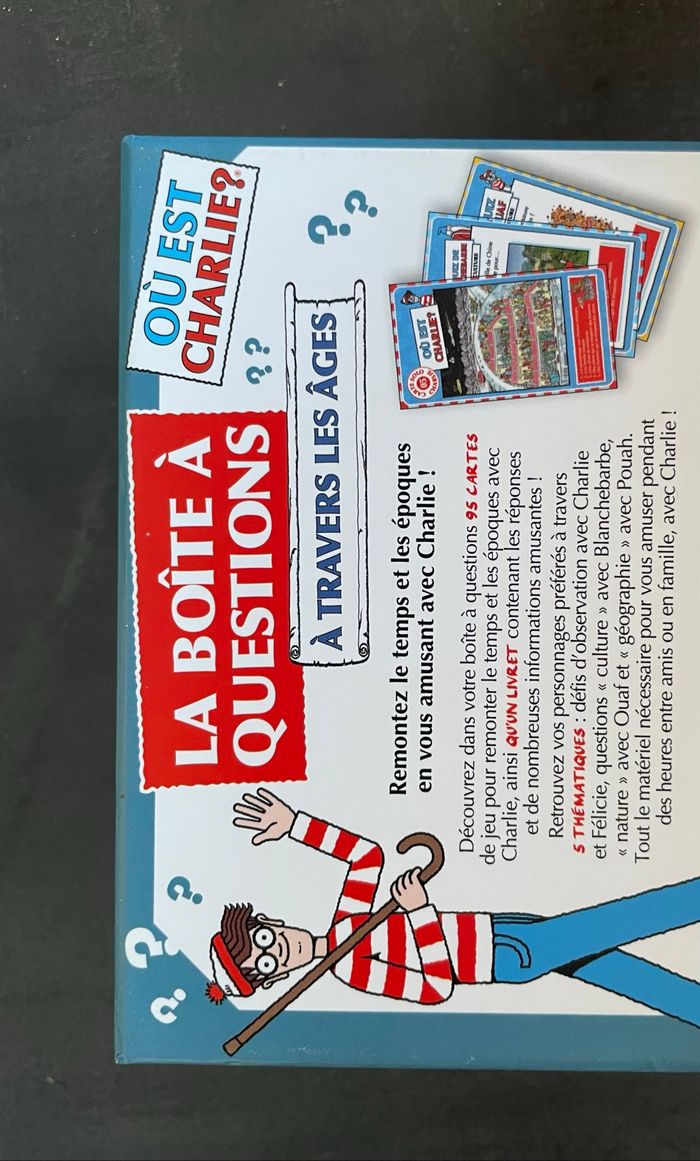 OÙ EST
CHARLIE?
LA BOÎTE À
QUESTIONS
À TRAVERS LES ÂGES
Remontez le temps et les époques
en vous amusant avec Charlie !
Découvrez dans votre boîte à questions 95 CARTES
de jeu pour remonter le temps et les époques avec
Charlie, ainsi QU'UN LIVRET contenant les réponses
et de nombreuses informations amusantes !
Retrouvez vos personnages préférés à travers
5 THÉMATIQUES : défis d'observation avec Charlie
et Félicie, questions « culture » avec Blanchebarbe,
« nature » avec Ouaf et « géographie » avec Pouah.
Tout le matériel nécessaire pour vous amuser pendant
des heures entre amis ou en famille, avec Charlie !
OÙ EST
CHARLIE?